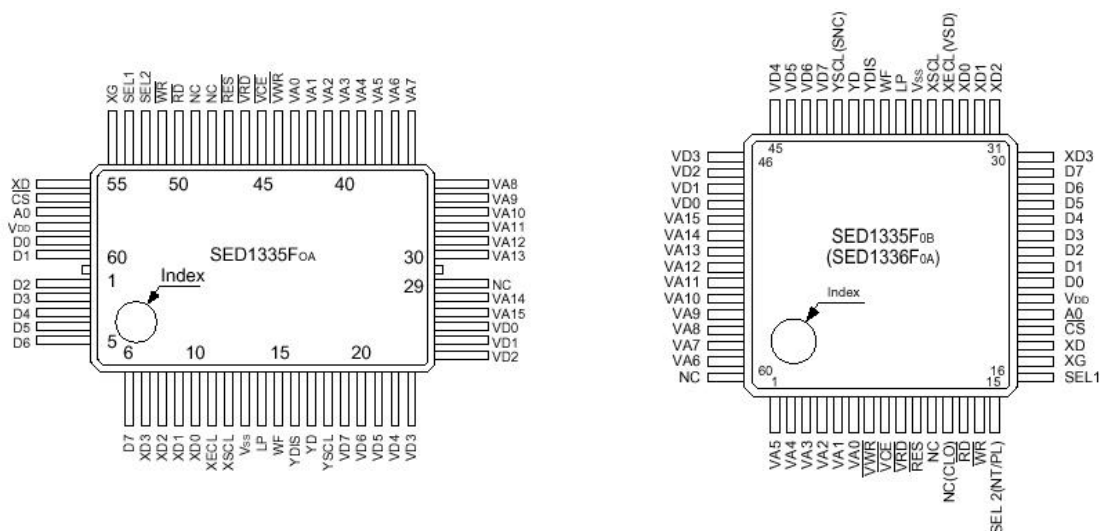 XG SEL1 SEL2 WR RD NC NC RES VRD VCE VWR VA0 VA1 VA2 VA3 VA4 VA5 VA6 VA7
55 50 45 40
XD
CS
A0
VDD
D0
D1
D2
D3
D4
D5
D6
60
1
5
6 10 15 20
SED1335F0A
Index
30
29
VA8
VA9
VA10
VA11
VA12
VA13
NC
VA14
VA15
VD0
VD1
VD2
D7 XD3 XD2 XD1 XD0 XECL XSCL VSS LP WF YDIS YD YSCL VD7 VD6 VD5 VD4 VD3
VD4 VD5 VD6 VD7 YSCL(SNC) YD YDIS WF LP VSS XSCL XECL(VSD) XD0 XD1 XD2
45 31
46 30
VD3
VD2
VD1
VD0
VA15
VA14
VA13
VA12
VA11
VA10
VA9
VA8
VA7
VA6
NC
SED1335F0B
(SED1336F0A)
Index
60 16
1 15
XD3
D7
D6
D5
D4
D3
D2
D1
D0
VDD
A0
CS
XD
XG
SEL1
VA5 VA4 VA3 VA2 VA1 VA0 VWR VCE VRD RES NC NC(CLO) RD WR SEL 2(NT/PL)